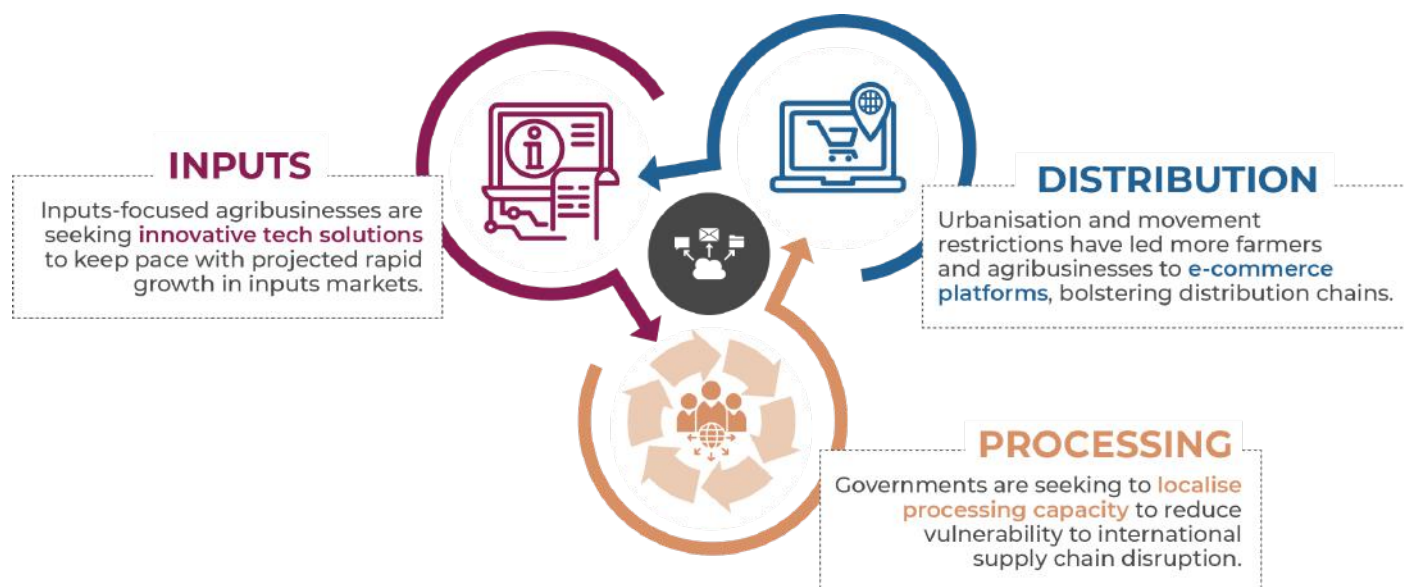 INPUTS
Inputs-focused agribusinesses are
seeking innovative tech solutions
to keep pace with projected rapid
growth in inputs markets.
DISTRIBUTION
Urbanisation and movement
restrictions have led more farmers
and agribusinesses to e-commerce
platforms, bolstering distribution chains.
PROCESSING
Governments are seeking to localise
processing capacity to reduce
vulnerability to international
supply chain disruption.